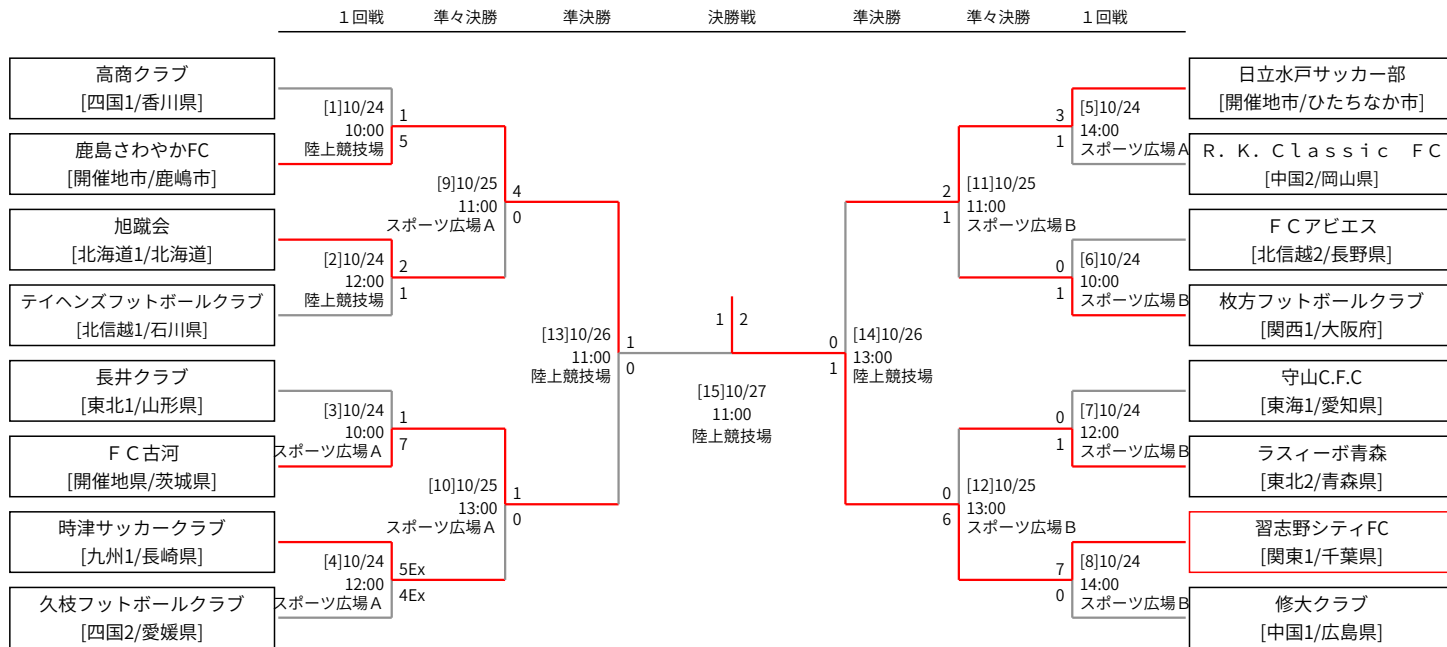 １回戦
準々決勝
準決勝
決勝戦
準決勝
準々決勝
１回戦
高商クラブ
[四国1/香川県]
鹿島さわやかFC
[開催地市/鹿嶋市]
旭蹴会
[北海道1/北海道]
テイヘンズフットボールクラブ
[北信越1/石川県]
長井クラブ
[東北1/山形県]
ＦＣ古河
[開催地県/茨城県]
時津サッカークラブ
[九州1/長崎県]
久枝フットボールクラブ
[四国2/愛媛県]
[1]10/24
10:00
陸上競技場
1
5
[2]10/24
12:00
陸上競技場
2
1
[3]10/24
10:00
スポーツ広場Ａ
1
7
[4]10/24
12:00
スポーツ広場Ａ
5Ex
4Ex
[9]10/25
11:00
スポーツ広場Ａ
4
0
[10]10/25
13:00
スポーツ広場Ａ
1
0
[13]10/26
11:00
陸上競技場
1
0
1
2
[15]10/27
11:00
陸上競技場
0
1
[14]10/26
13:00
陸上競技場
2
1
[11]10/25
11:00
スポーツ広場Ｂ
0
6
[12]10/25
13:00
スポーツ広場Ｂ
3
1
[5]10/24
14:00
スポーツ広場Ａ
0
1
[6]10/24
10:00
スポーツ広場Ｂ
0
1
[7]10/24
12:00
スポーツ広場Ｂ
7
0
[8]10/24
14:00
スポーツ広場Ｂ
日立水戸サッカー部
[開催地市/ひたちなか市]
Ｒ．Ｋ．Ｃｌａｓｓｉｃ　ＦＣ
[中国2/岡山県]
ＦＣアビエス
[北信越2/長野県]
枚方フットボールクラブ
[関西1/大阪府]
守山C.F.C
[東海1/愛知県]
ラスィーボ青森
[東北2/青森県]
習志野シティFC
[関東1/千葉県]
修大クラブ
[中国1/広島県]